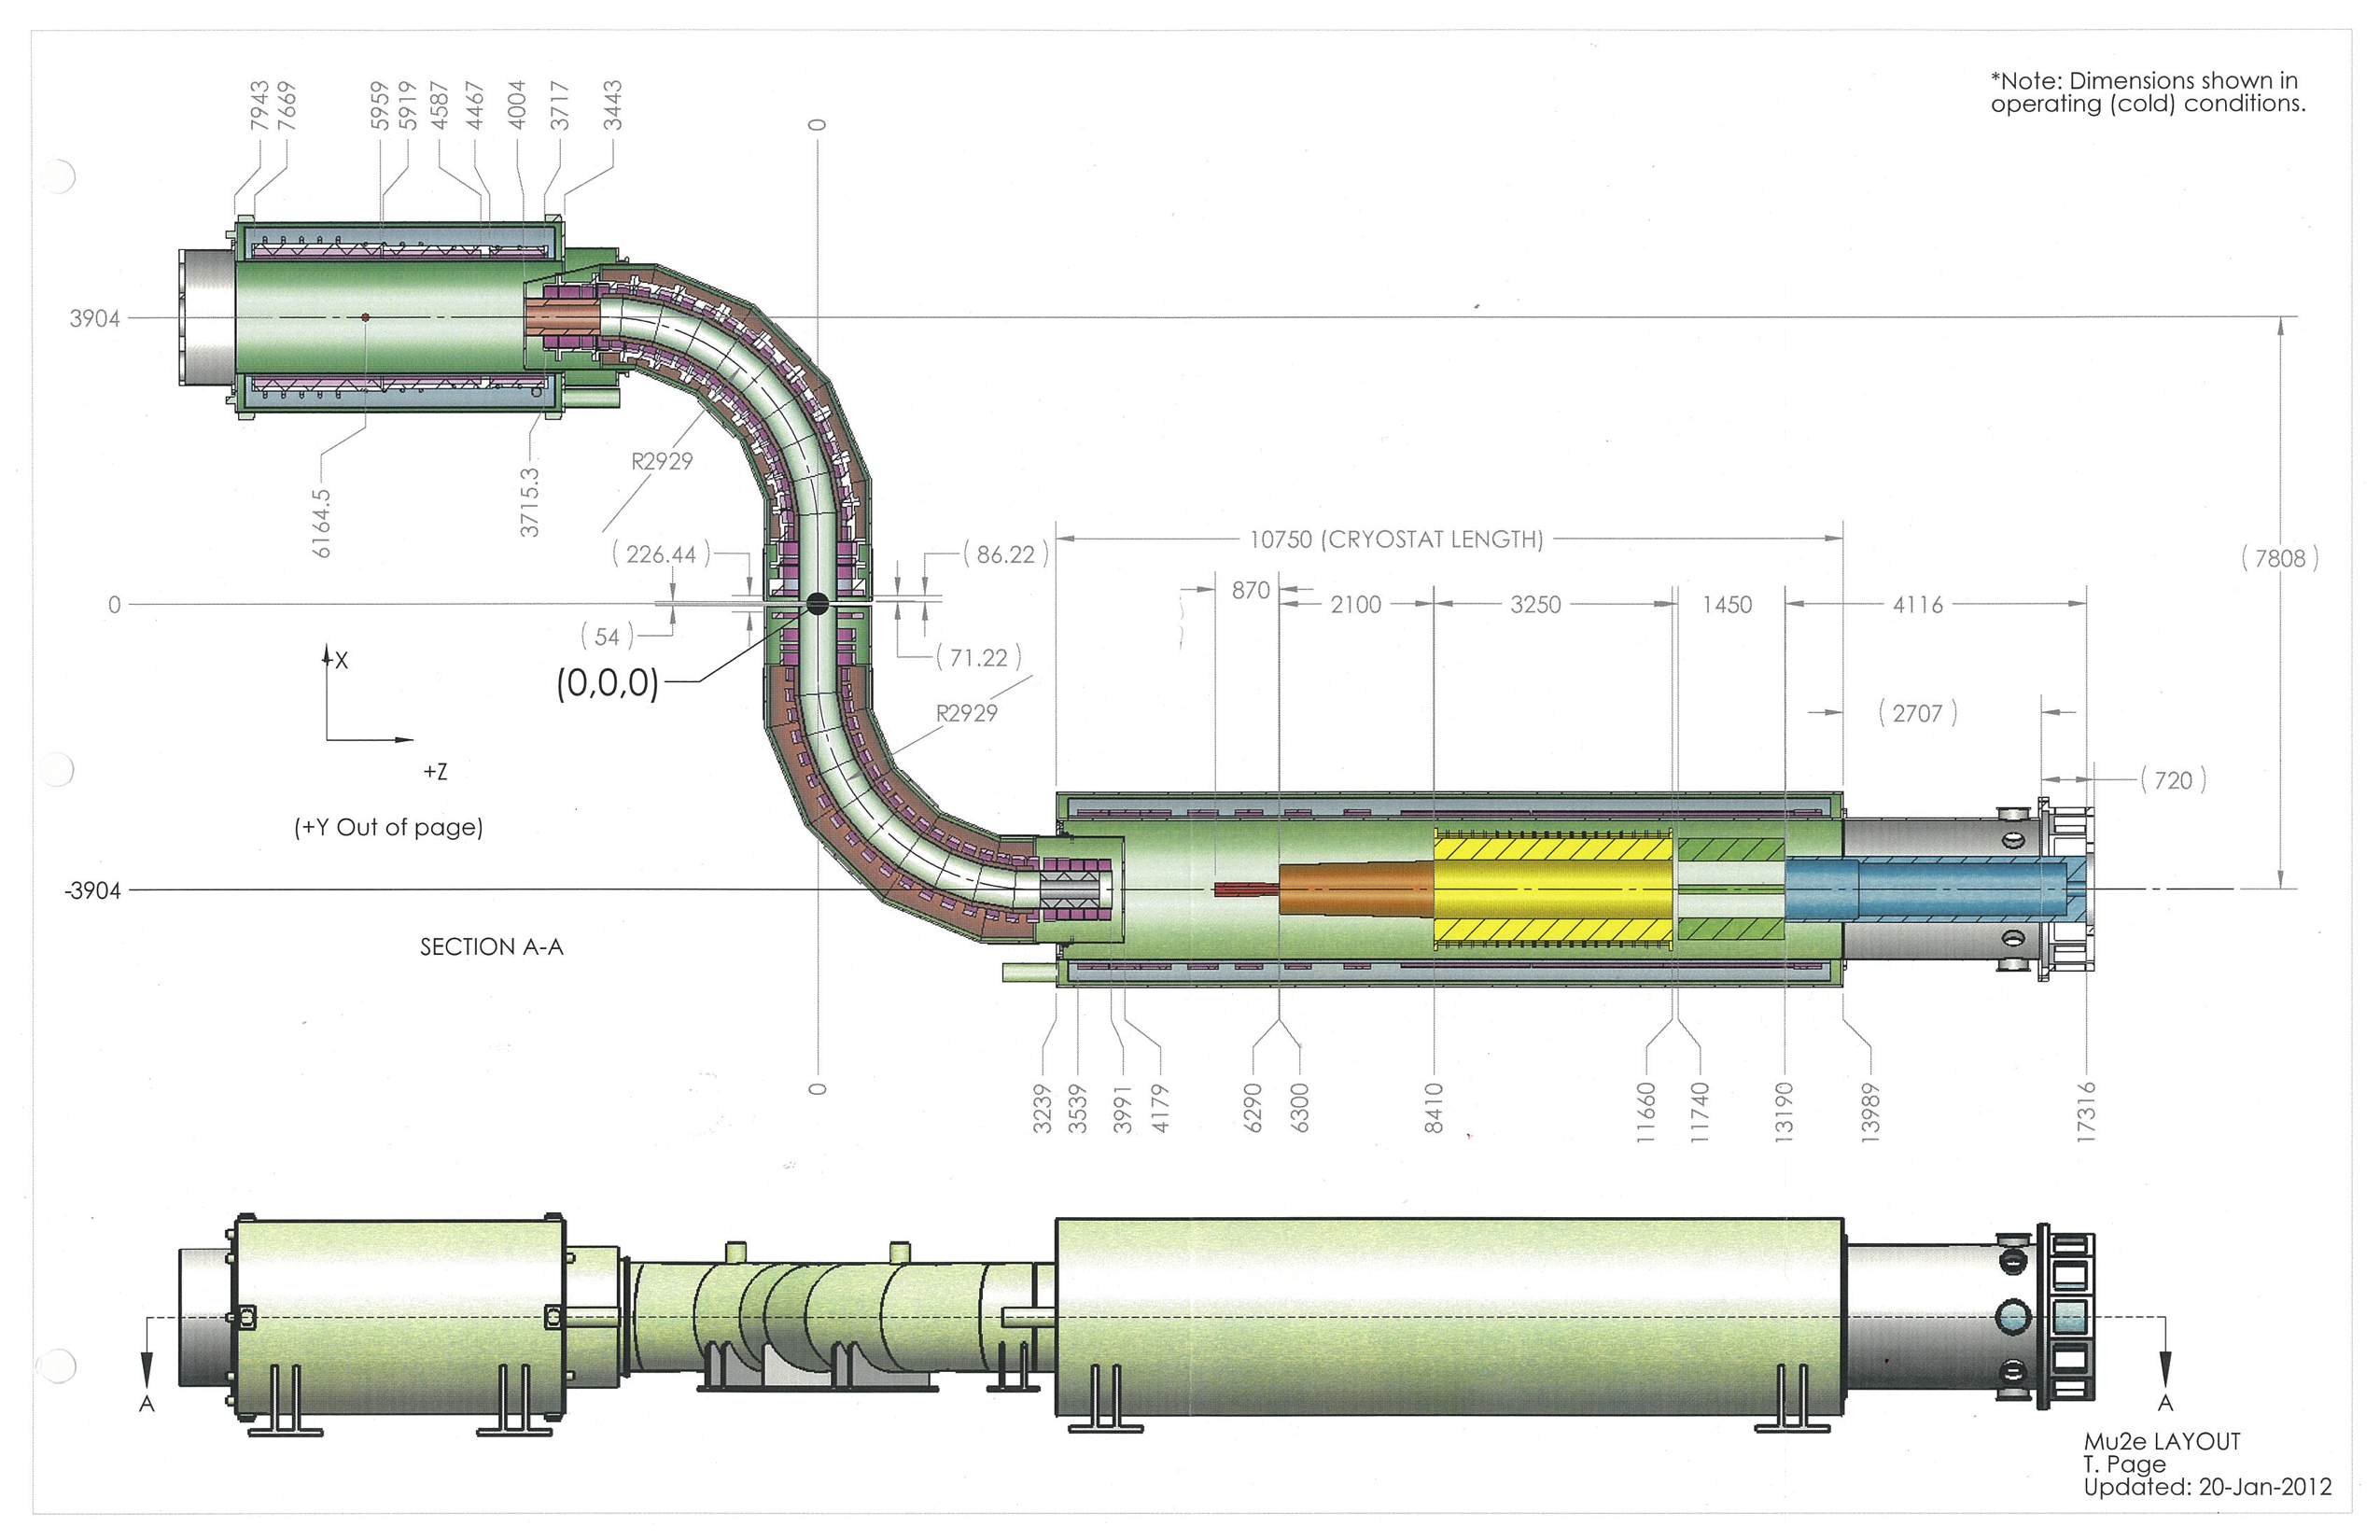 *Note: Dimensions shown in
operating (cold) conditions.
7943
7669
5959
5919
4587
4467
4004
3717
3443
0
3904
6164.5
3715.3
R2929
(7808)
10750 (CRYOSTAT LENGTH)
(226.44)
(86.22)
870
2100
3250
1450
4116
0
(54)
(71.22)
+X
(0,0,0)
R2929
(2707)
+Z
(720)
(+Y Out of page)
-3904
SECTION A-A
0
3239
3539
3991
4179
6290
6300
8410
11660
11740
13190
13989
17316
A
A
Mu2e LAYOUT
T. Page
Updated: 20-Jan-2012